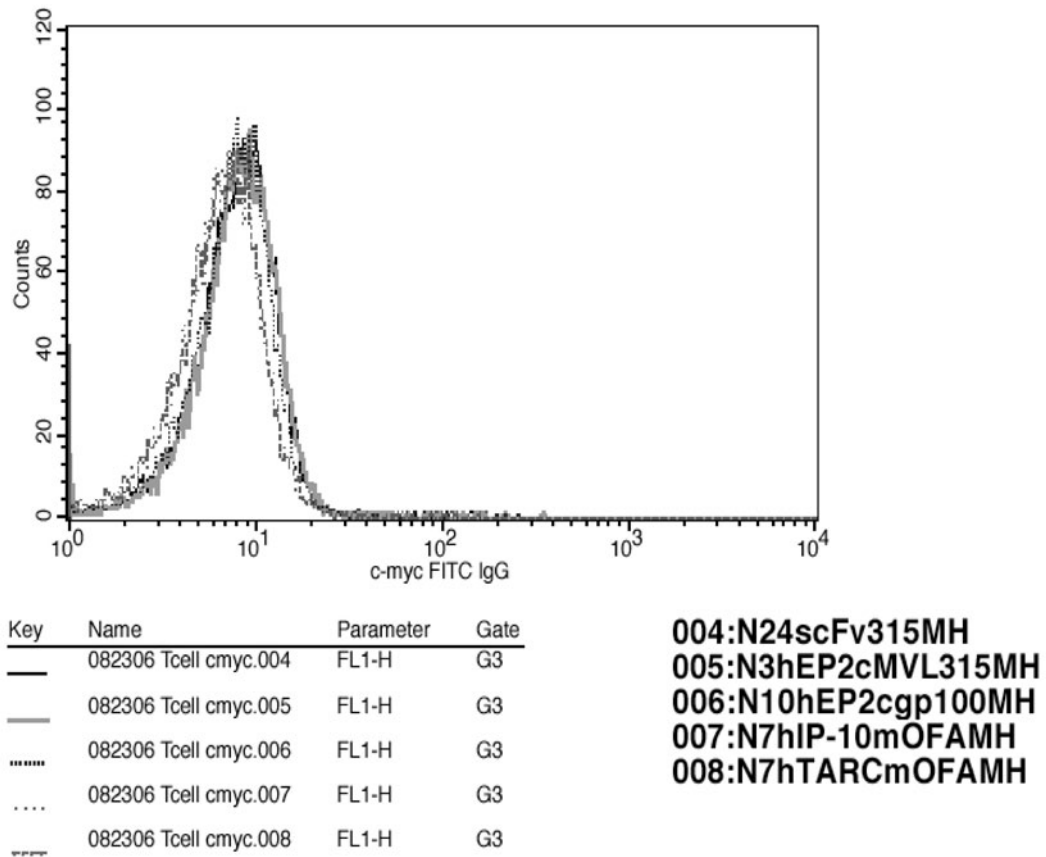 120
100
80
60
40
20
0
Counts
10^0 10^1 10^2 10^3 10^4
c-myc FITC IgG
Key Name Parameter Gate
082306 Tcell cmyc.004 FL1-H G3
082306 Tcell cmyc.005 FL1-H G3
082306 Tcell cmyc.006 FL1-H G3
082306 Tcell cmyc.007 FL1-H G3
082306 Tcell cmyc.008 FL1-H G3
004:N24scFv315MH
005:N3hEP2cMVL315MH
006:N10hEP2cgp100MH
007:N7hIP-10mOFAMH
008:N7hTARCmOFAMH